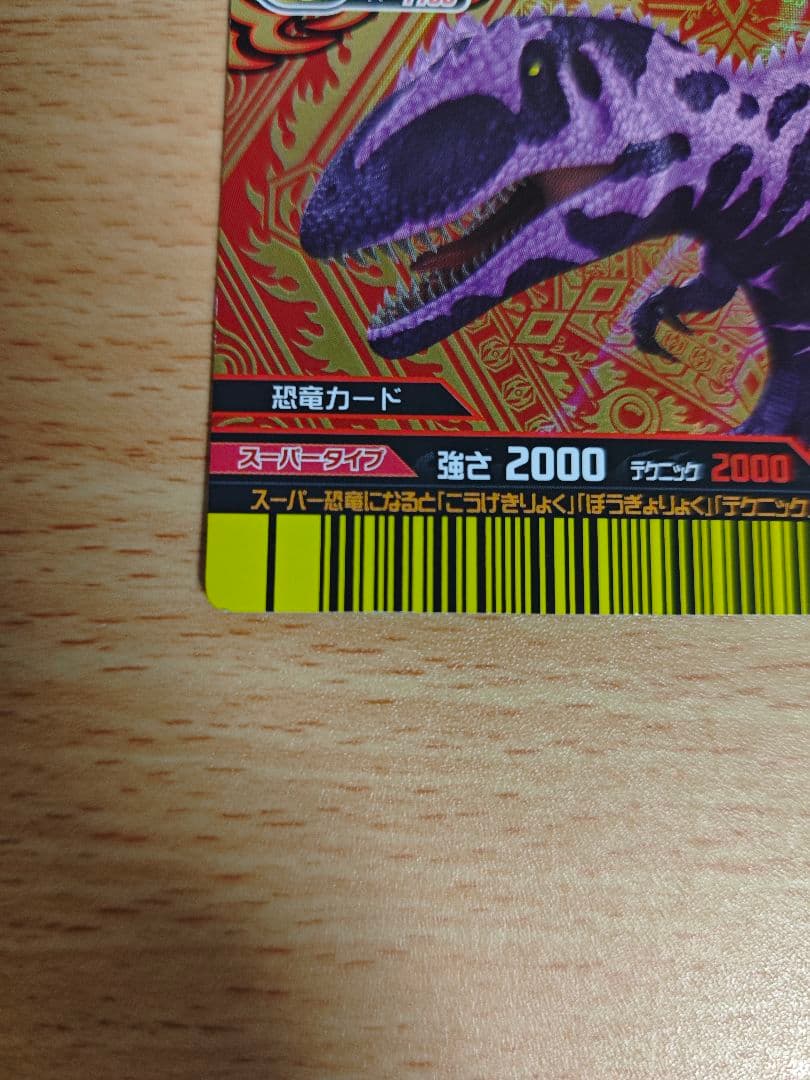 恐竜カード
スーパータイプ 強さ 2000 テクニック 2000
スーパー恐竜になると「こうげきりょく」「ぼうぎょりょく」「テクニック